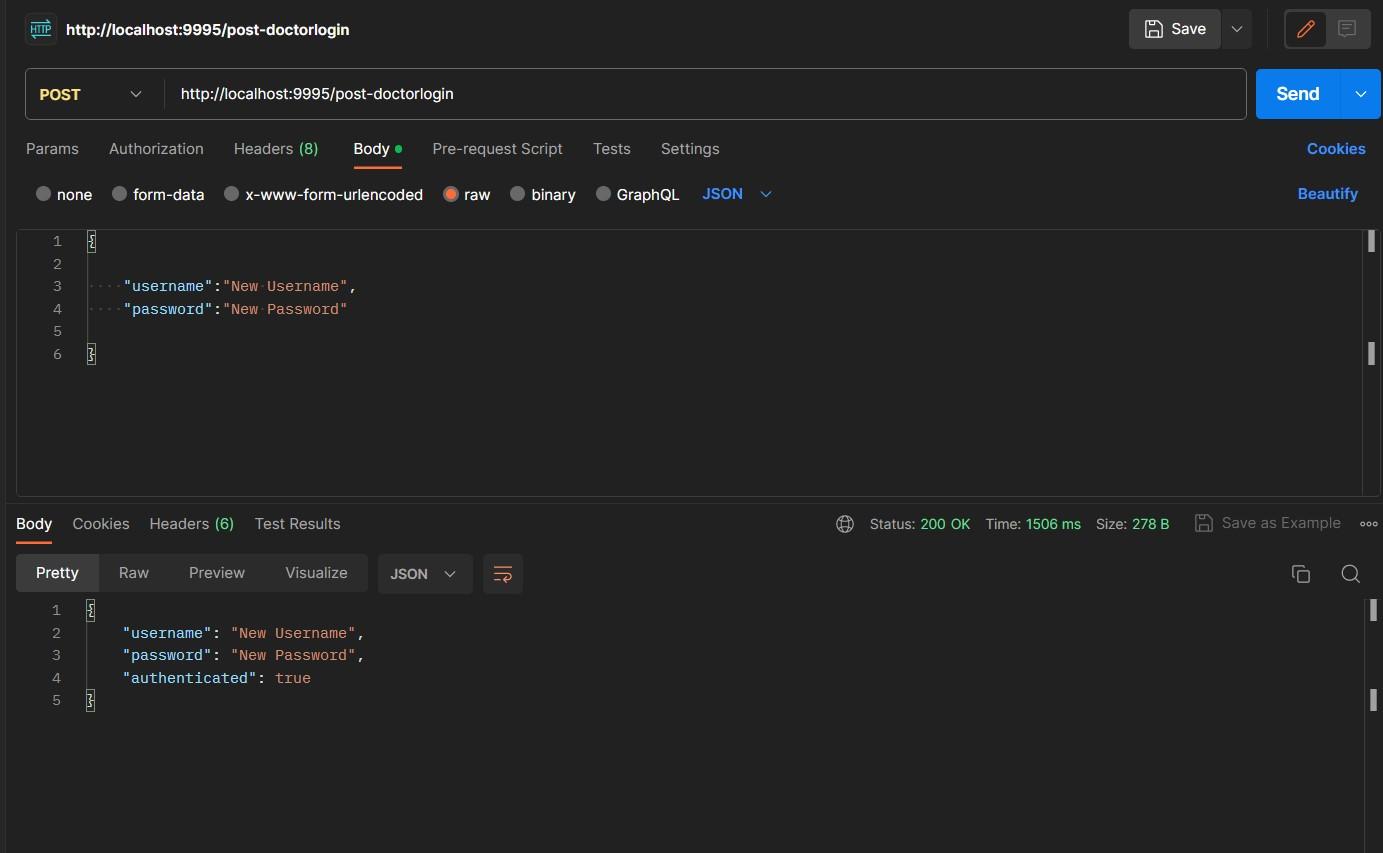 HTTP http://localhost:9995/post-doctorlogin Save
POST http://localhost:9995/post-doctorlogin Send
Params Authorization Headers (8) Body Pre-request Script Tests Settings Cookies
none form-data x-www-form-urlencoded raw binary GraphQL JSON Beautify
1 {
2
3 "username":"New Username",
4 "password":"New Password"
5
6 }
Body Cookies Headers (6) Test Results Status: 200 OK Time: 1506 ms Size: 278 B Save as Example
Pretty Raw Preview Visualize JSON
1 {
2 "username": "New Username",
3 "password": "New Password",
4 "authenticated": true
5 }